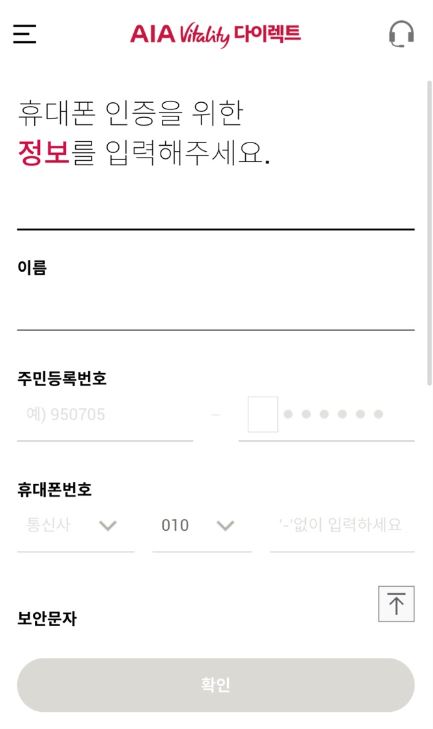 AIA Vitality 다이렉트
휴대폰 인증을 위한
정보를 입력해주세요.
이름
주민등록번호
예) 950705 – ●●●●●●
휴대폰번호
통신사 010 '-'없이 입력하세요
보안문자
확인